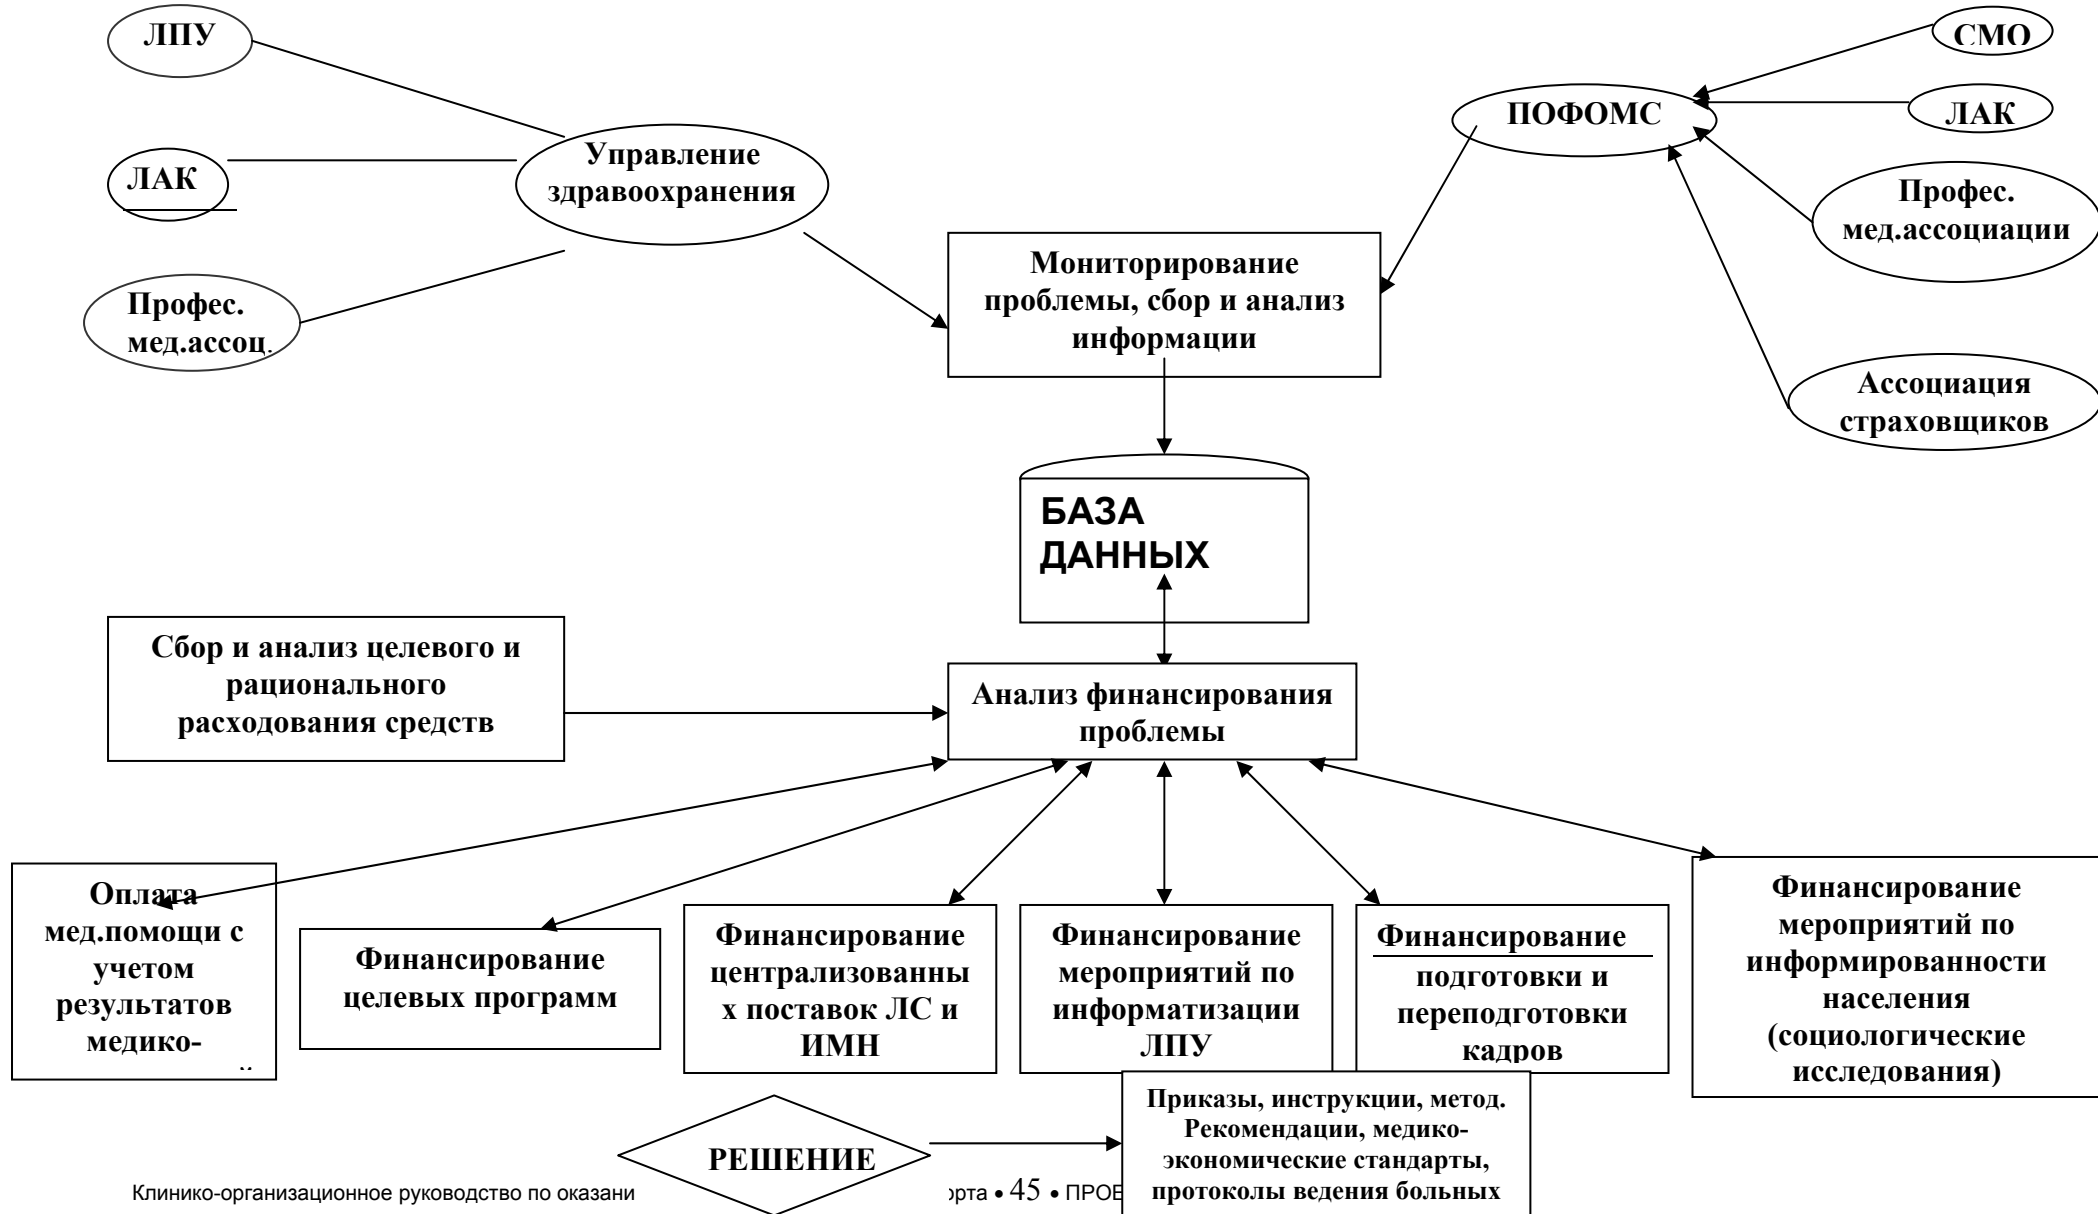 ЛПУ
ЛАК
Профес.
мед.ассоц.
Управление
здравоохранения
ПОФОМС
СМО
ЛАК
Профес.
мед.ассоциации
Ассоциация
страховщиков
Мониторирование
проблемы, сбор и анализ
информации
БАЗА
ДАННЫХ
Сбор и анализ целевого и
рационального
расходования средств
Анализ финансирования
проблемы
Оплата
мед.помощи с
учетом
результатов
медико-
Финансирование
целевых программ
Финансирование
централизованны
х поставок ЛС и
ИМН
Финансирование
мероприятий по
информатизации
ЛПУ
Финансирование
подготовки и
переподготовки
кадров
Финансирование
мероприятий по
информированности
населения
(социологические
исследования)
РЕШЕНИЕ
Приказы, инструкции, метод.
Рекомендации, медико-
экономические стандарты,
протоколы ведения больных
Клинико-организационное руководство по оказани орта • 45 • ПРОЕ